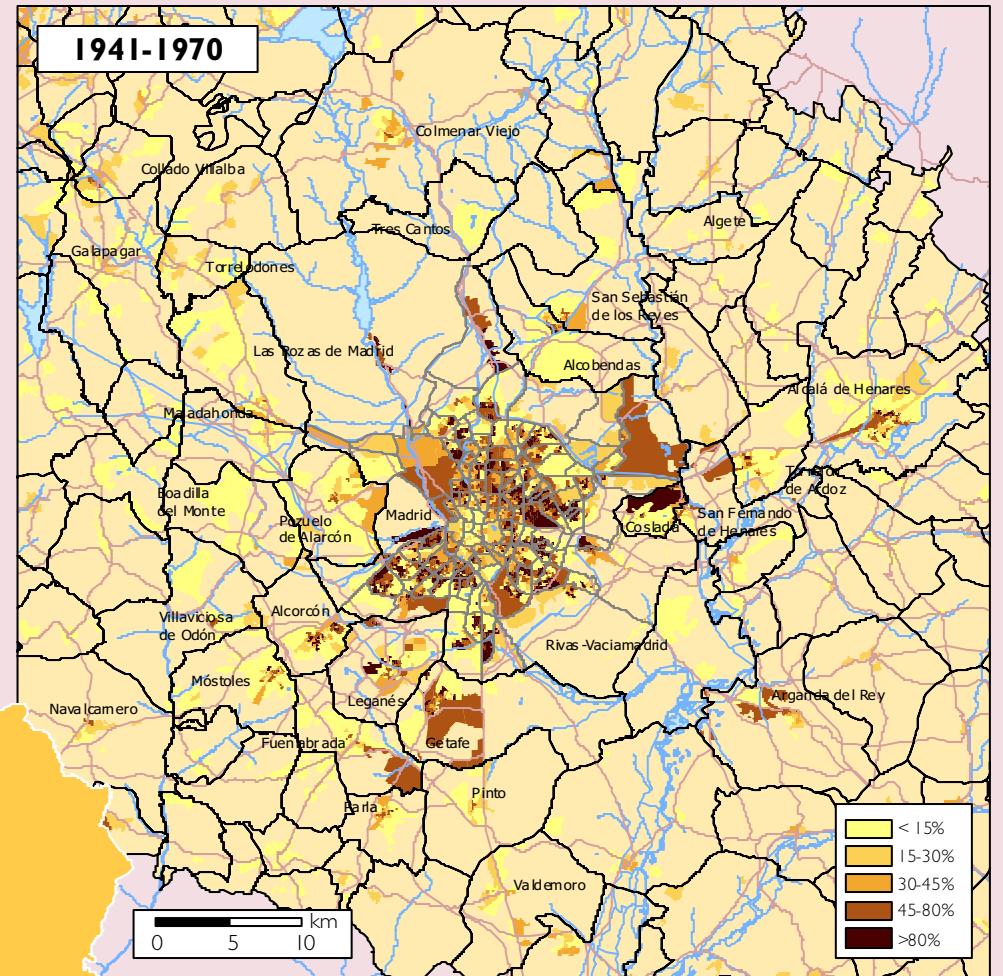 1941-1970
Colmenar Viejo
Collado Villalba
Algete
Tres Cantos
Galapagar
Torrelodones
San Sebastián
de los Reyes
Las Rozas de Madrid
Alcobendas
Alcalá de Henares
Majadahonda
Torrejón
de Ardoz
Boadilla
del Monte
Madrid
San Fernando
de Henares
Pozuelo
de Alarcón
Coslada
Alcorcón
Villaviciosa
de Odón
Rivas-Vaciamadrid
Móstoles
Arganda del Rey
Leganés
Navalcarnero
Fuenlabrada
Getafe
Pinto
Parla
Valdemoro
< 15%
15-30%
30-45%
45-80%
>80%
km
0 5 10